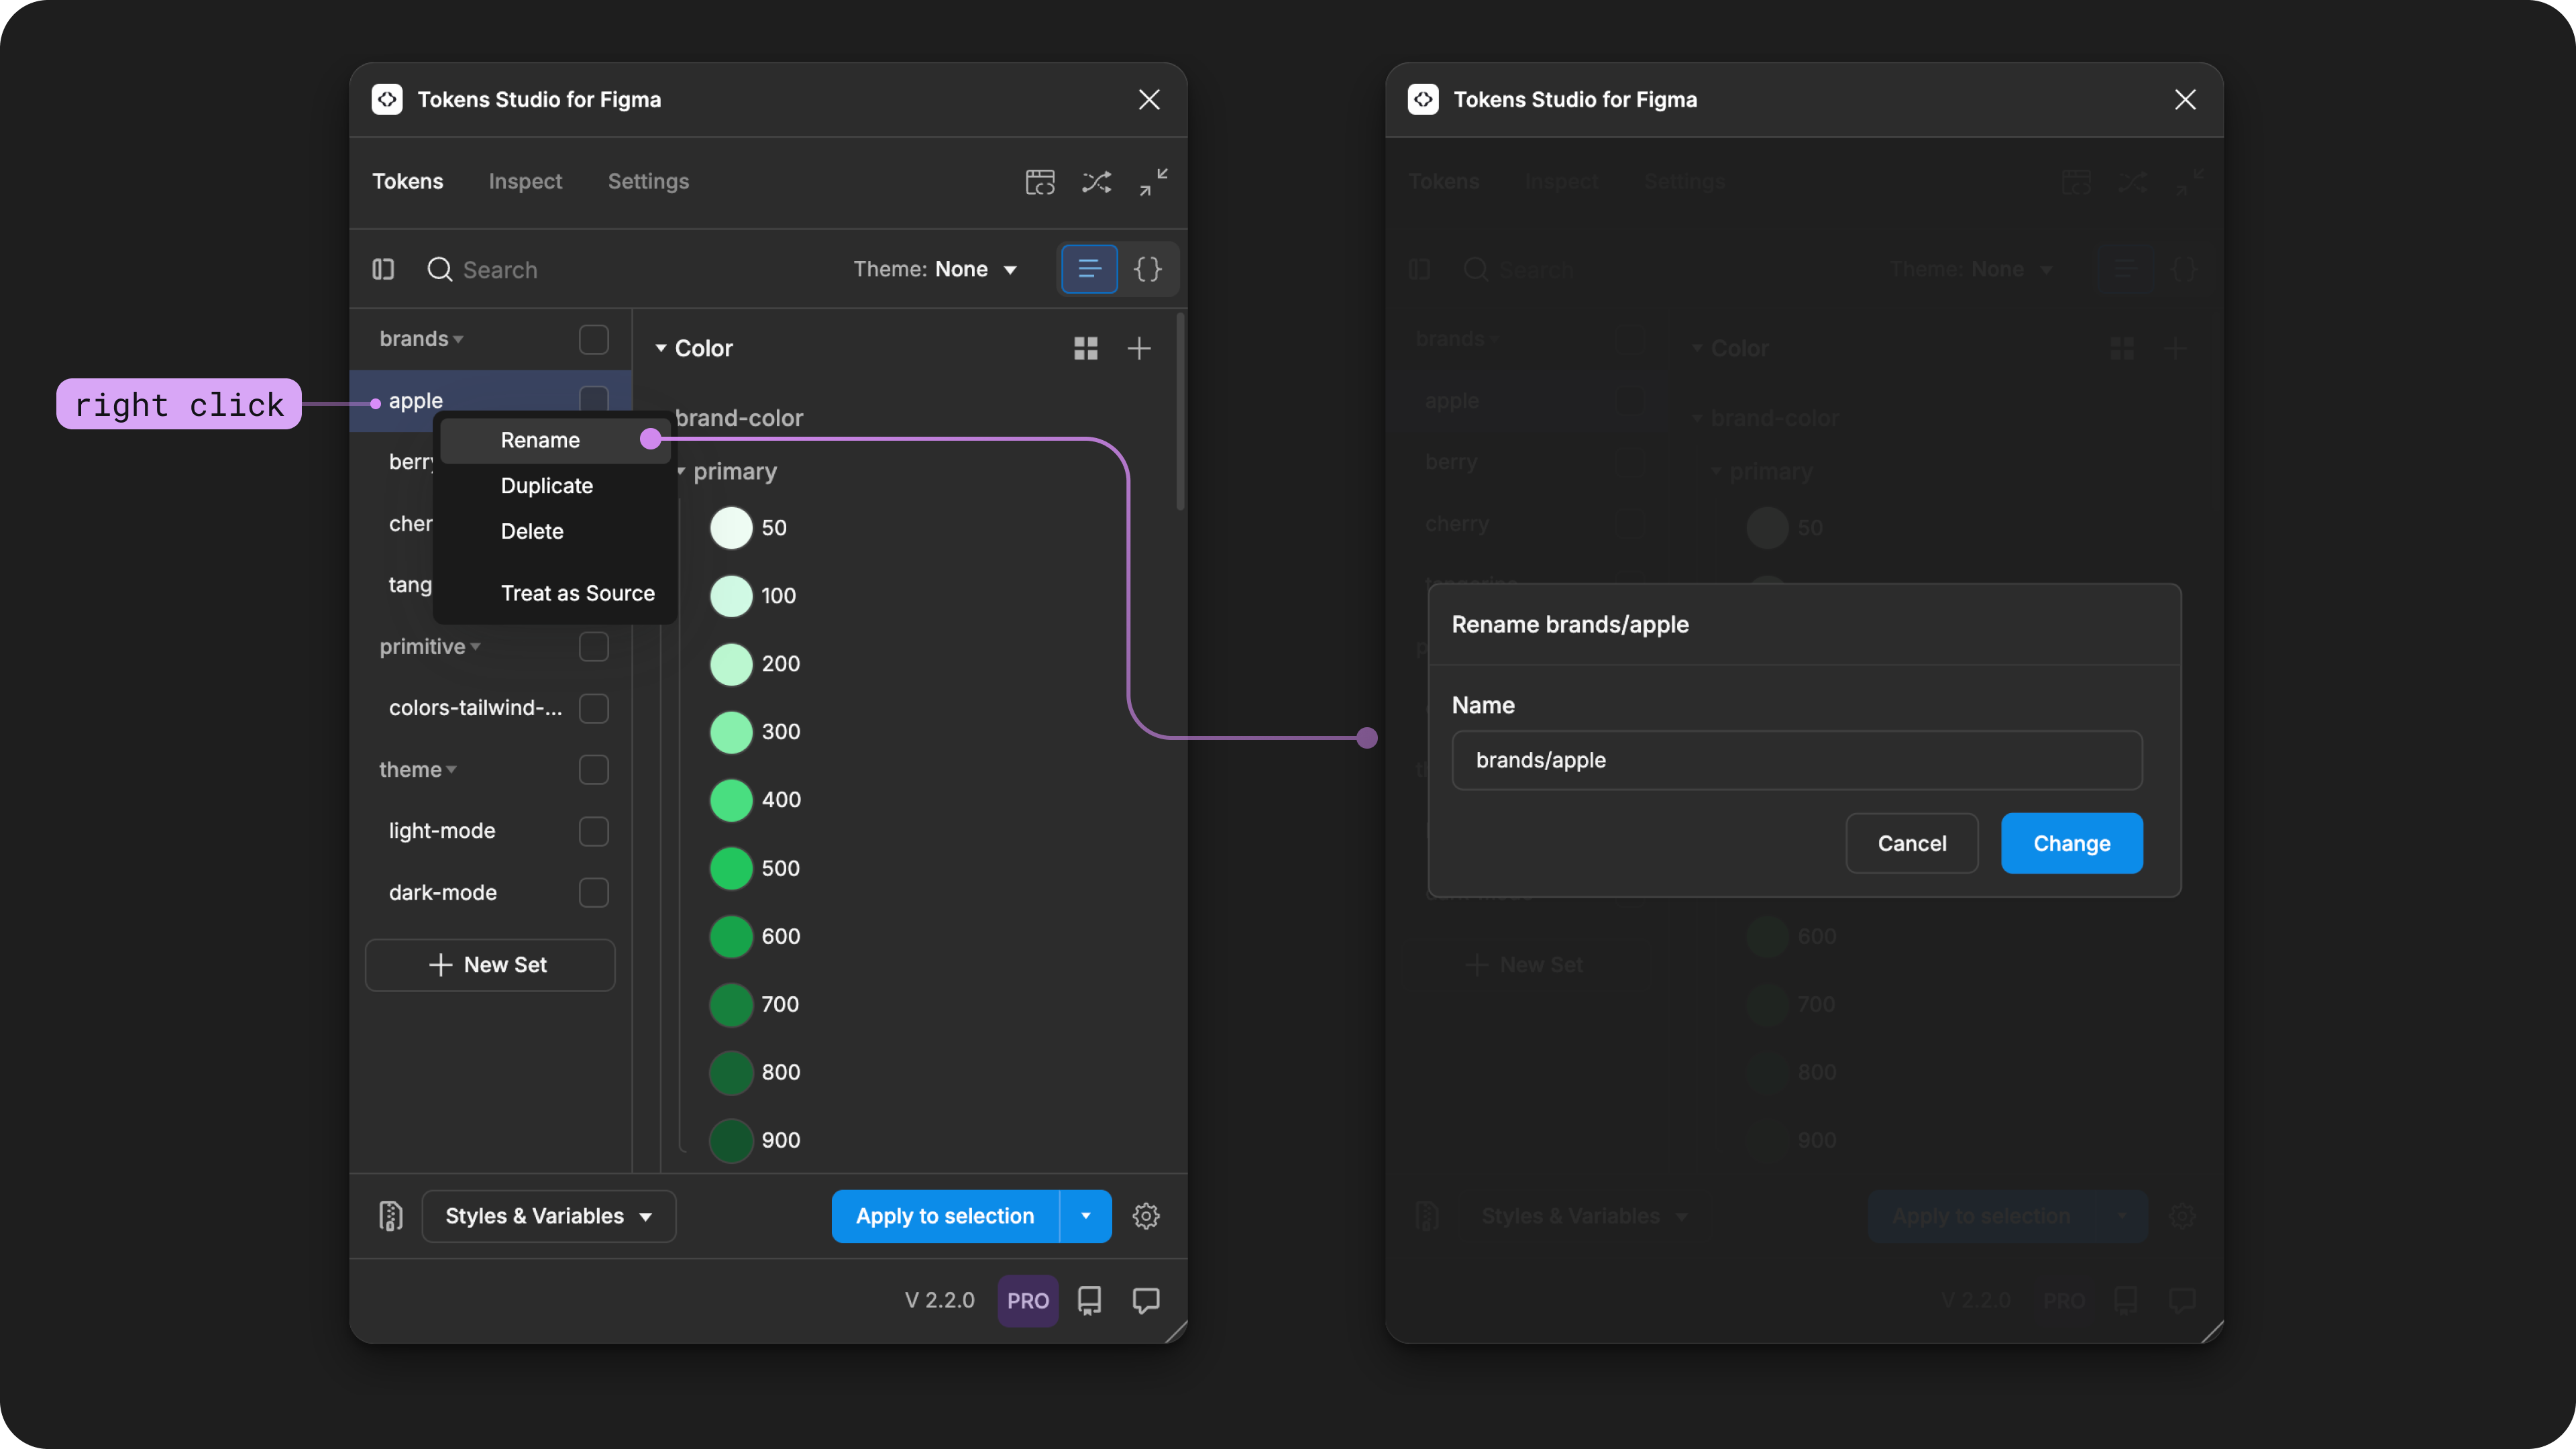 Tokens Studio for Figma
Tokens Inspect Settings
Search Theme: None
brands
Color
right click
apple
brand-color
Rename
berry
primary
Duplicate
cher
50
Delete
tang
100
Treat as Source
primitive
200
colors-tailwind-...
300
theme
400
light-mode
500
dark-mode
600
New Set
700
800
900
Styles & Variables Apply to selection
V 2.2.0 PRO
Tokens Studio for Figma
Tokens Inspect Settings
Search Theme: None
brands
Color
apple
brand-color
berry
primary
cherry
50
Rename brands/apple
Name
brands/apple
Cancel Change
600
New Set
700
800
900
Styles & Variables Apply to selection
V 2.2.0 PRO